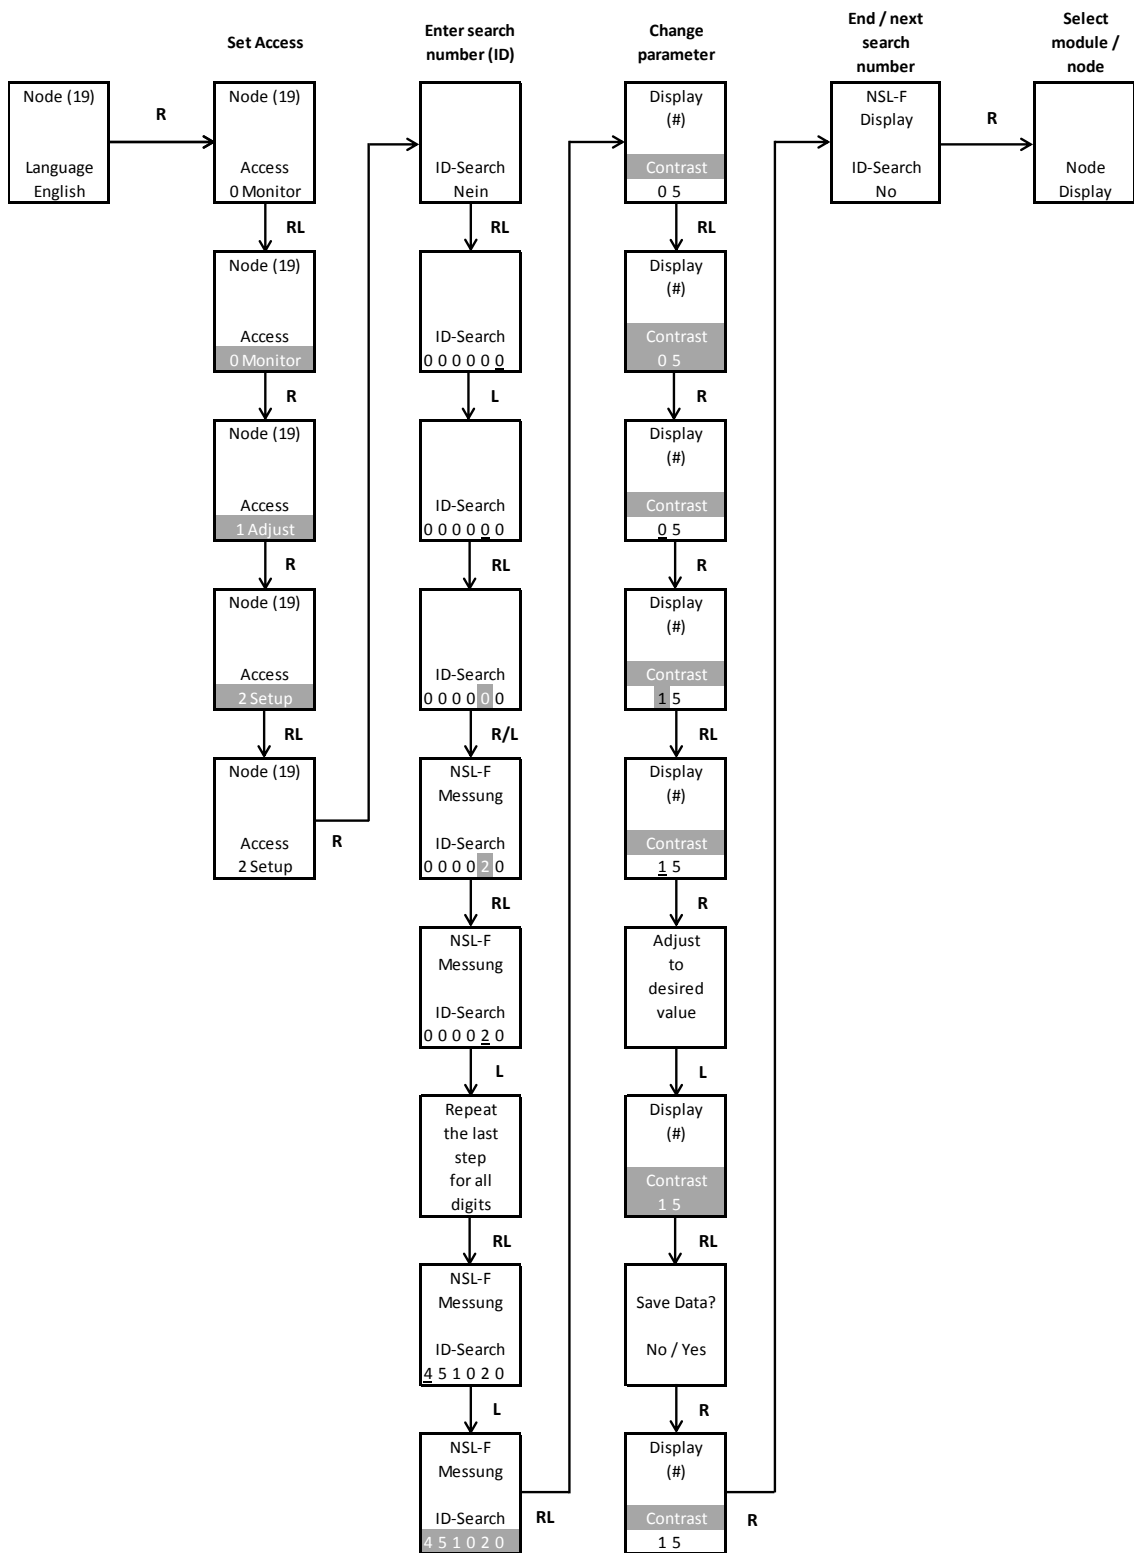 Set Access
Enter search
number (ID)
Change
parameter
End / next
search
number
Select
module /
node
Node (19)
Language
English
R
Node (19)
Access
0 Monitor
RL
Node (19)
Access
0 Monitor
R
Node (19)
Access
1 Adjust
R
Node (19)
Access
2 Setup
RL
Node (19)
Access
2 Setup
R
ID-Search
Nein
RL
ID-Search
0 0 0 0 0 0
L
ID-Search
0 0 0 0 0 0
RL
ID-Search
0 0 0 0 0 0
R/L
NSL-F
Messung
ID-Search
0 0 0 0 2 0
RL
NSL-F
Messung
ID-Search
0 0 0 0 2 0
L
Repeat
the last
step
for all
digits
RL
NSL-F
Messung
ID-Search
4 5 1 0 2 0
L
NSL-F
Messung
ID-Search
4 5 1 0 2 0
RL
Display
(#)
Contrast
0 5
RL
Display
(#)
Contrast
0 5
R
Display
(#)
Contrast
0 5
R
Display
(#)
Contrast
1 5
RL
Display
(#)
Contrast
1 5
R
Adjust
to
desired
value
L
Display
(#)
Contrast
1 5
RL
Save Data?
No / Yes
R
Display
(#)
Contrast
1 5
R
NSL-F
Display
ID-Search
No
R
Node
Display